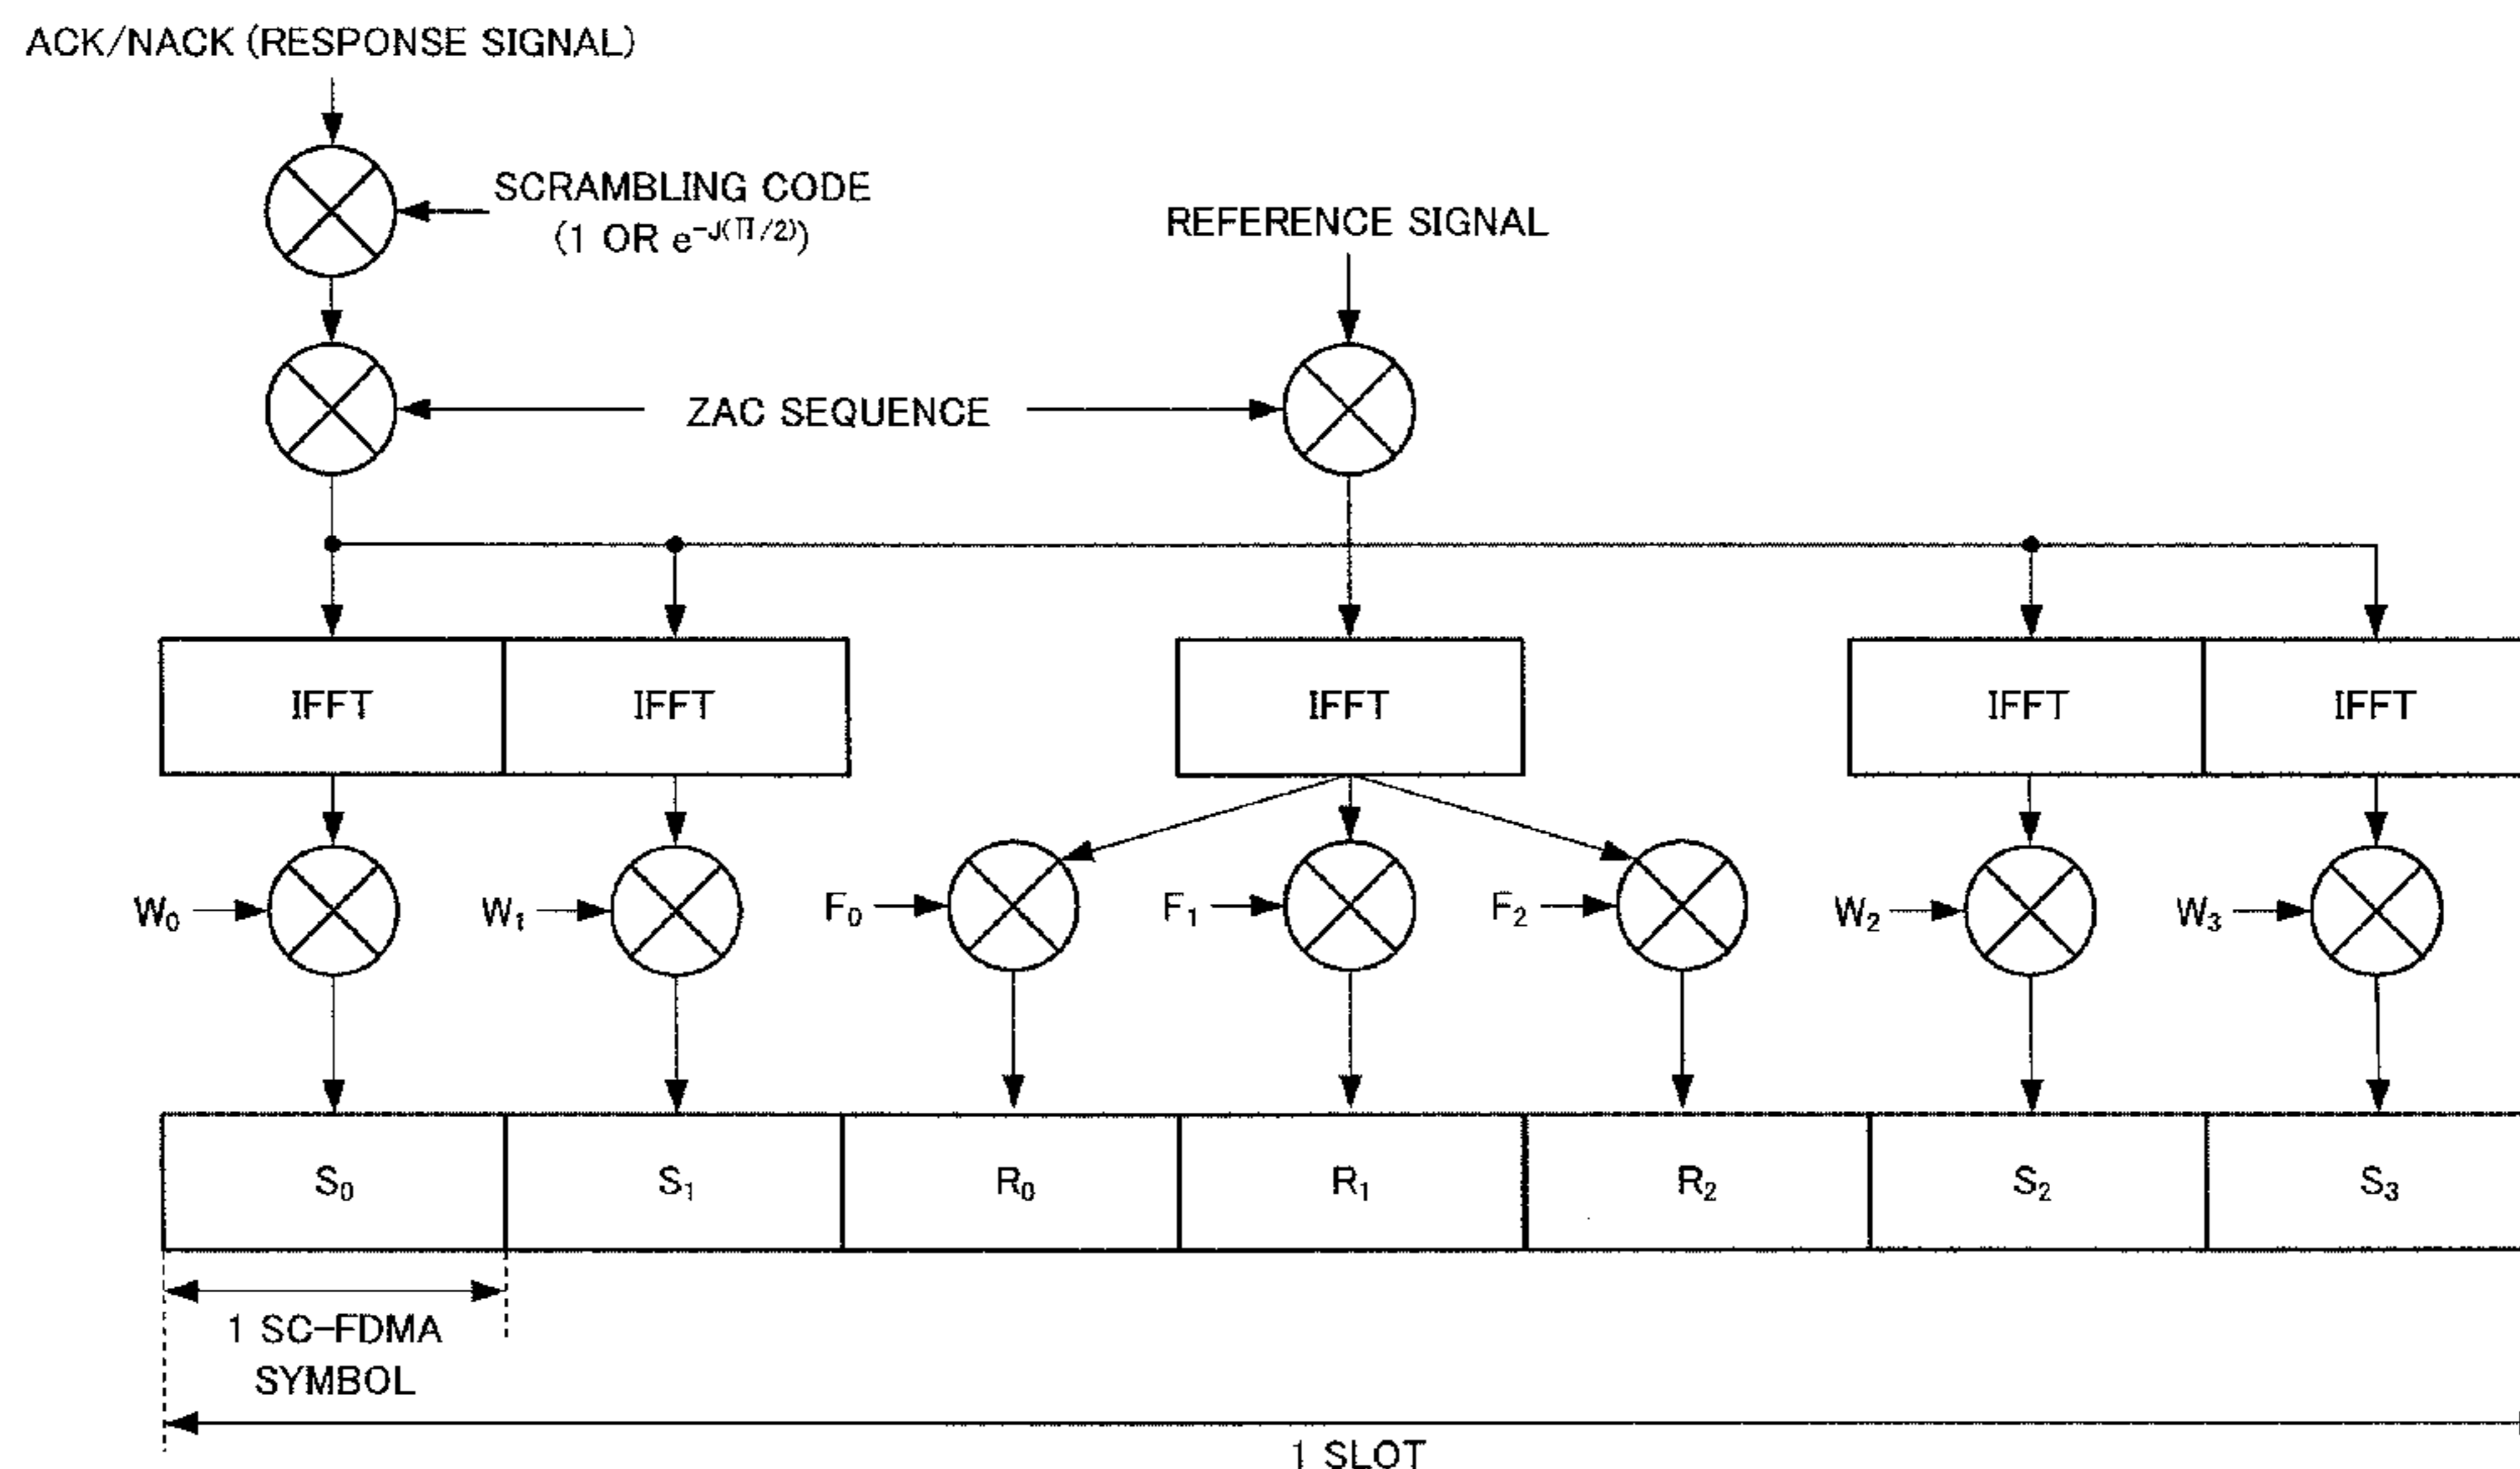 ACK/NACK (RESPONSE SIGNAL)
SCRAMBLING CODE
(1 OR e^{-J(π/2)})
REFERENCE SIGNAL
ZAC SEQUENCE
IFFT IFFT IFFT IFFT IFFT
W₀ W₁ F₀ F₁ F₂ W₂ W₃
S₀ S₁ R₀ R₁ R₂ S₂ S₃
1 SC-FDMA
SYMBOL
1 SLOT